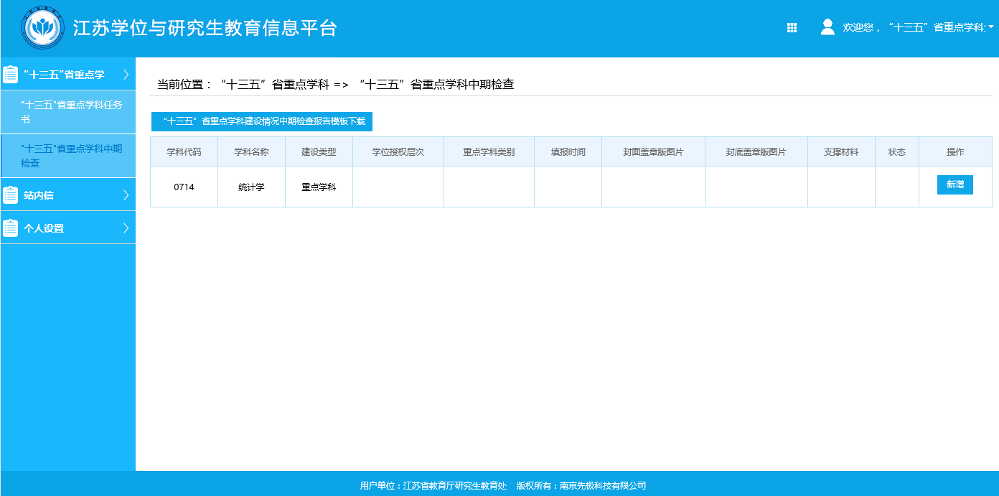 江苏学位与研究生教育信息平台
欢迎您，“十三五”省重点学科:
"十三五"省重点学
"十三五"省重点学科任务
书
"十三五"省重点学科中期
检查
站内信
个人设置
当前位置：“十三五”省重点学科 => “十三五”省重点学科中期检查
“十三五”省重点学科建设情况中期检查报告模板下载
学科代码 学科名称 建设类型 学位授权层次 重点学科类别 填报时间 封面盖章版图片 封底盖章版图片 支撑材料 状态 操作
0714 统计学 重点学科 新增
用户单位：江苏省教育厅研究生教育处 版权所有：南京先极科技有限公司